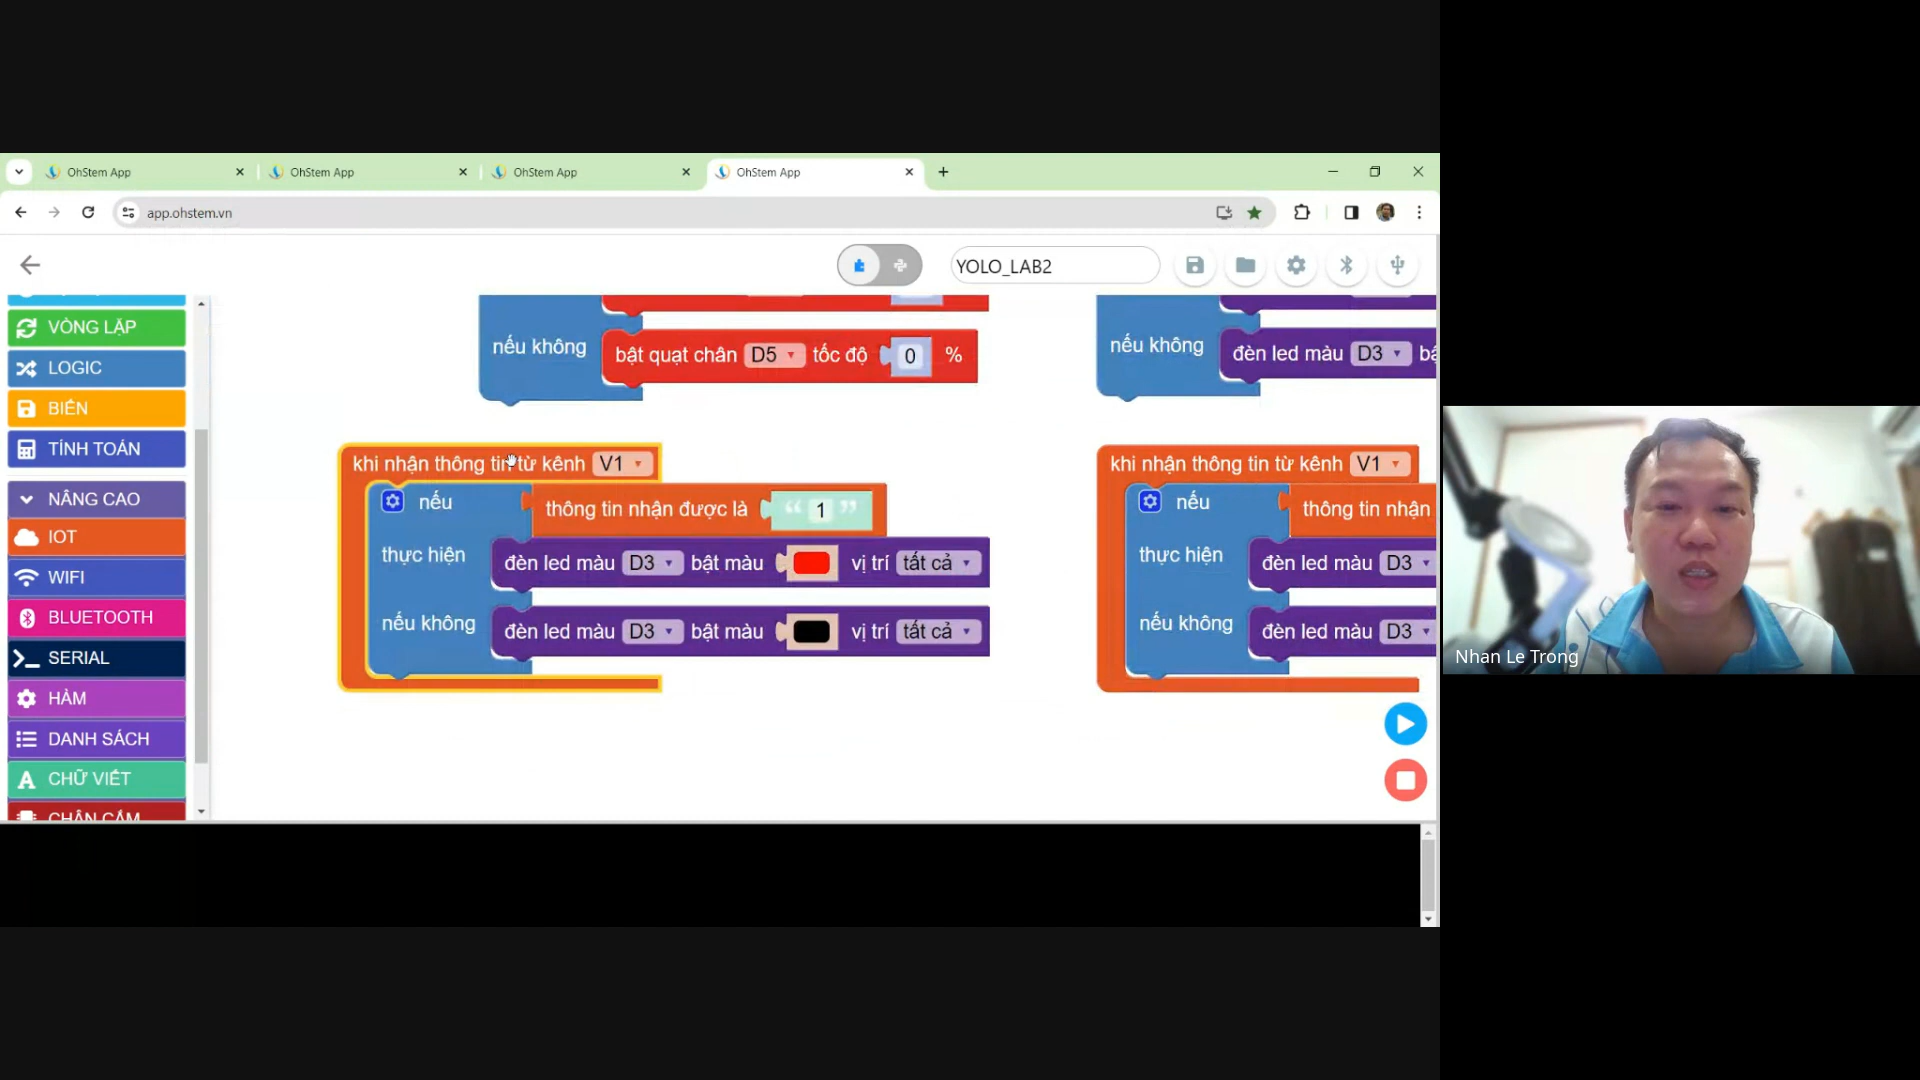 OhStem App
OhStem App
OhStem App
OhStem App
app.ohstem.vn
YOLO_LAB2
VÒNG LẶP
LOGIC
BIẾN
TÍNH TOÁN
NÂNG CAO
IOT
WIFI
BLUETOOTH
SERIAL
HÀM
DANH SÁCH
CHỮ VIẾT
CHÂN CẮM
nếu không bật quạt chân D5 tốc độ 0 %
khi nhận thông tin từ kênh V1
nếu thông tin nhận được là “ 1 ”
thực hiện đèn led màu D3 bật màu vị trí tất cả
nếu không đèn led màu D3 bật màu vị trí tất cả
nếu không đèn led màu D3
khi nhận thông tin từ kênh V1
nếu thông tin nhận
thực hiện đèn led màu D3
nếu không đèn led màu D3
Nhan Le Trong